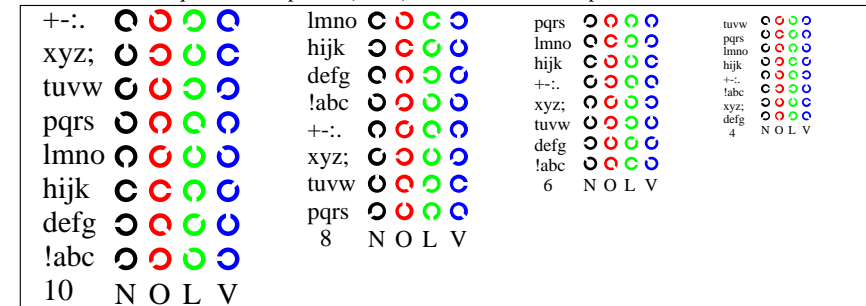 +-:.
xyz;
tuvw
pqrs
lmno
hijk
defg
!abc
10 N O L V
lmno
hijk
defg
!abc
+-:.
xyz;
tuvw
pqrs
8 N O L V
pqrs
lmno
hijk
+-:.
xyz;
tuvw
defg
!abc
6 N O L V
tuvw
pqrs
lmno
hijk
+-:.
!abc
xyz;
defg
4 N O L V